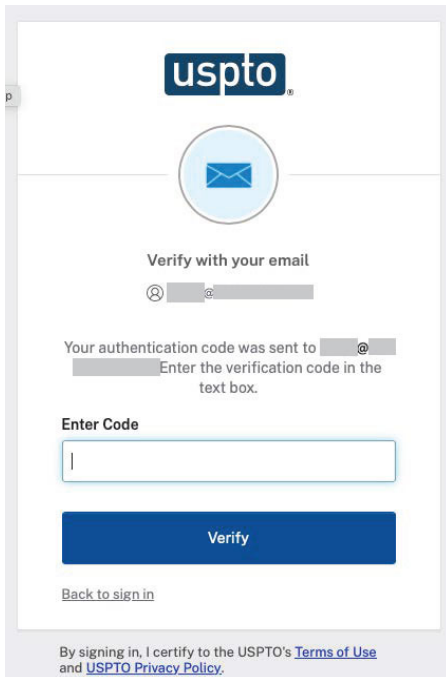 uspto®
p
Verify with your email
@
Your authentication code was sent to @
Enter the verification code in the
text box.
Enter Code
Verify
Back to sign in
By signing in, I certify to the USPTO's Terms of Use
and USPTO Privacy Policy.